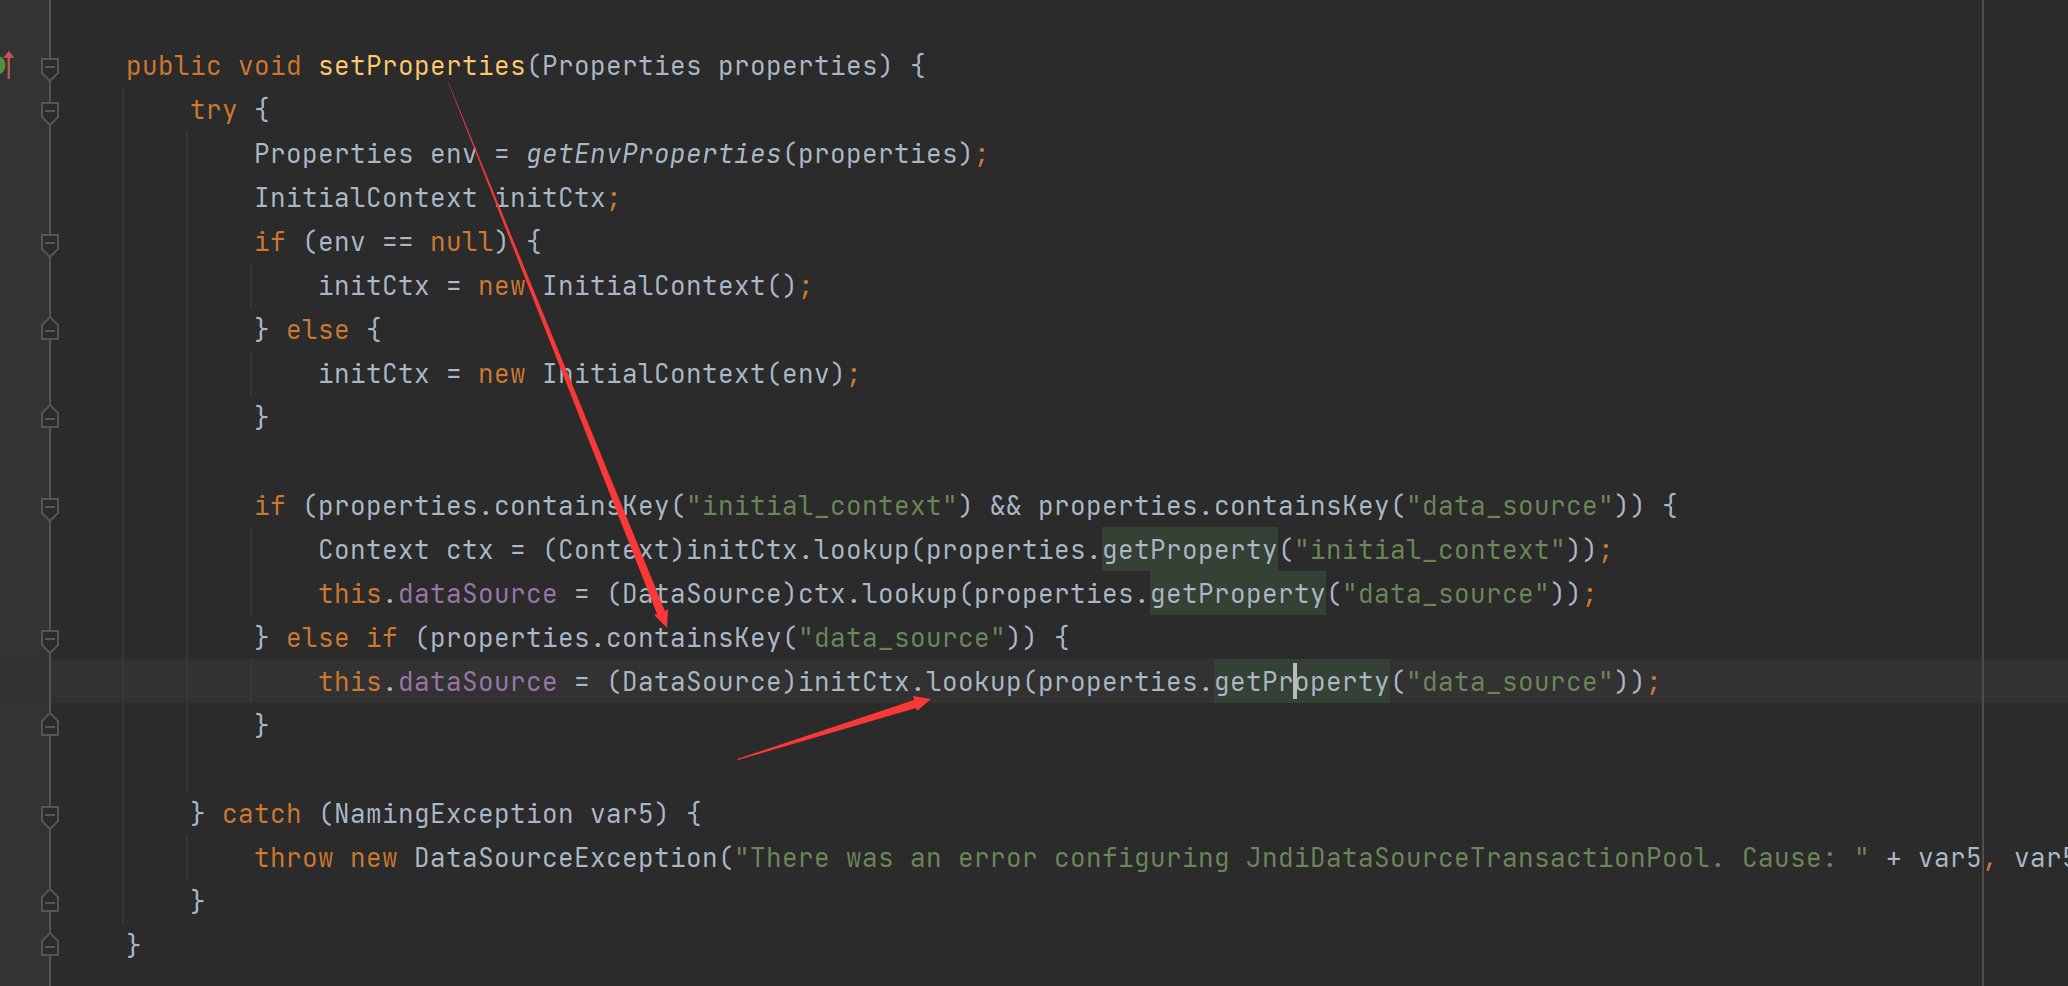 public void setProperties(Properties properties) {
try {
Properties env = getEnvProperties(properties);
InitialContext initCtx;
if (env == null) {
initCtx = new InitialContext();
} else {
initCtx = new InitialContext(env);
}
if (properties.containsKey("initial_context") && properties.containsKey("data_source")) {
Context ctx = (Context)initCtx.lookup(properties.getProperty("initial_context"));
this.dataSource = (DataSource)ctx.lookup(properties.getProperty("data_source"));
} else if (properties.containsKey("data_source")) {
this.dataSource = (DataSource)initCtx.lookup(properties.getProperty("data_source"));
}
} catch (NamingException var5) {
throw new DataSourceException("There was an error configuring JndiDataSourceTransactionPool. Cause: " + var5, var5
}
}